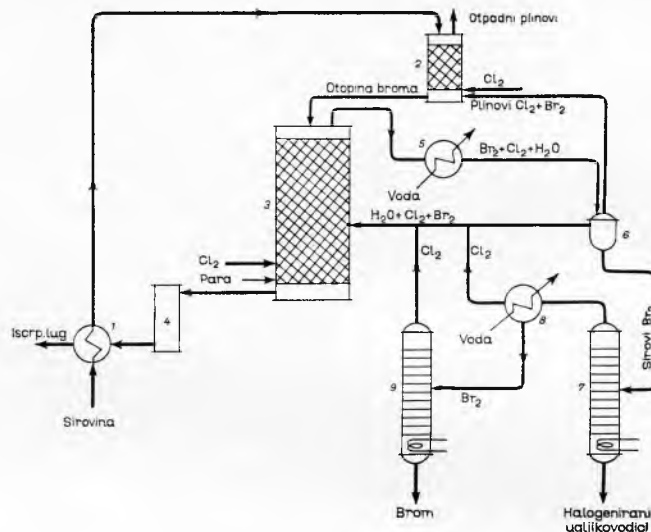 Otpadni plinovi
2
Cl2
Otopina broma
Plinovi Cl2+Br2
5
Br2+Cl2+H2O
Voda
3
H2O+Cl2+Br2
6
Cl2
Cl2
Cl2
Para
4
1
Iscrp. lug
Voda
8
Sirovi Br2
9
Br2
7
Sirovina
Brom
Halogenirani
ugljikovodici